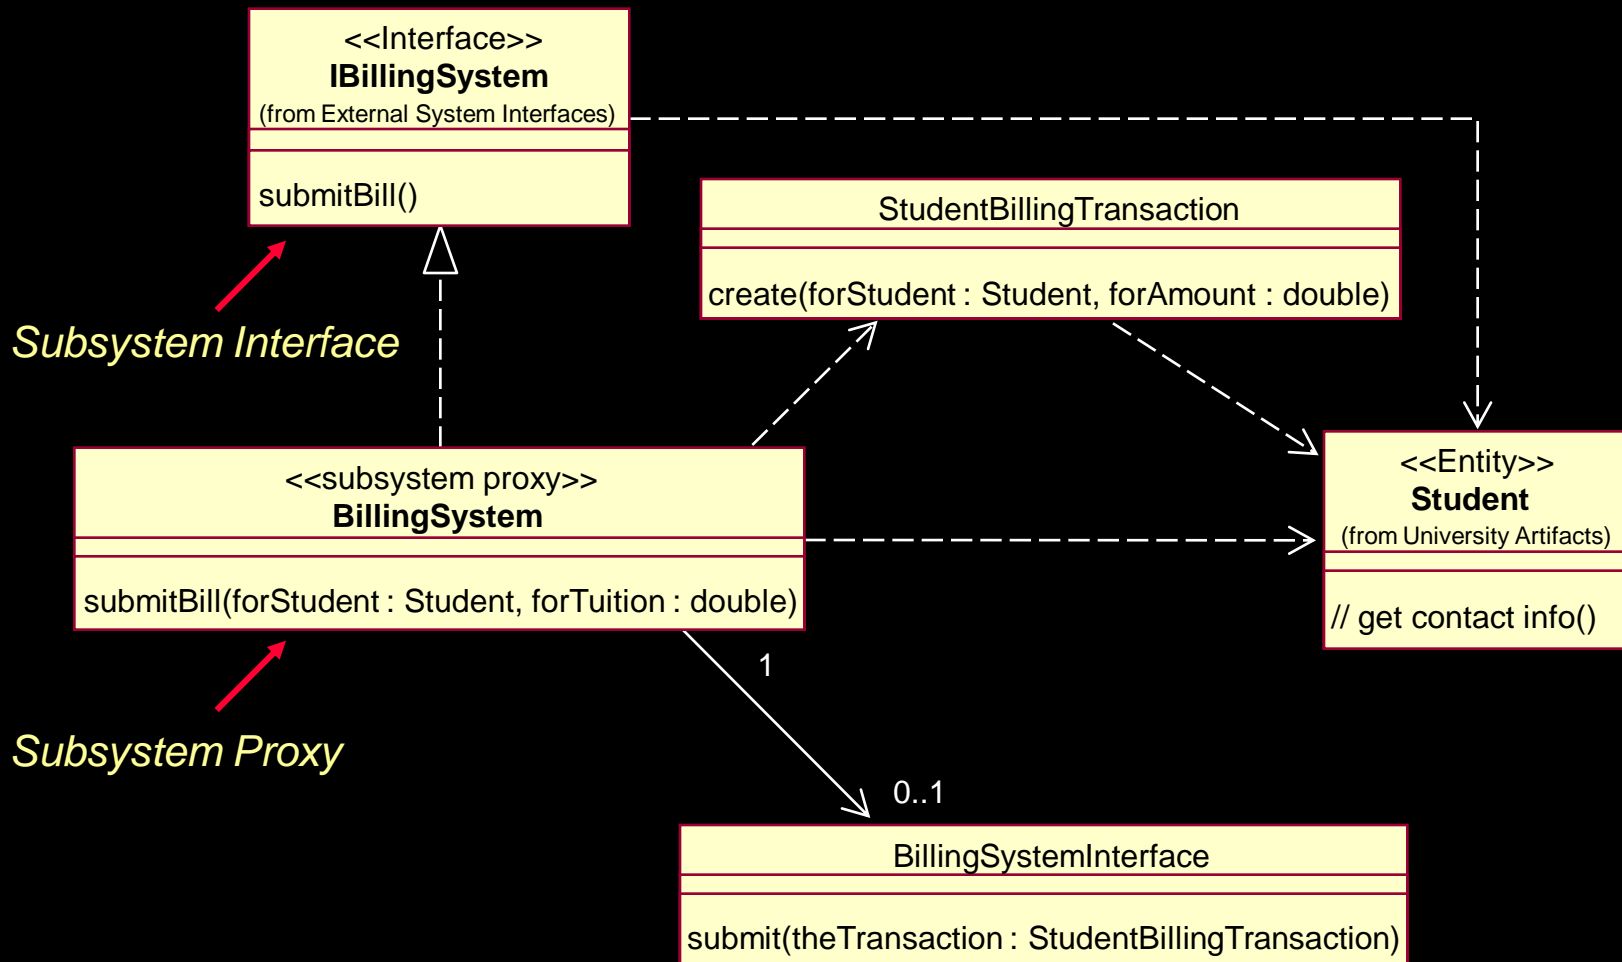 <<Interface>>
IBillingSystem
(from External System Interfaces)
submitBill()
Subsystem Interface
StudentBillingTransaction
create(forStudent : Student, forAmount : double)
<<subsystem proxy>>
BillingSystem
submitBill(forStudent : Student, forTuition : double)
Subsystem Proxy
<<Entity>>
Student
(from University Artifacts)
// get contact info()
1
0..1
BillingSystemInterface
submit(theTransaction : StudentBillingTransaction)